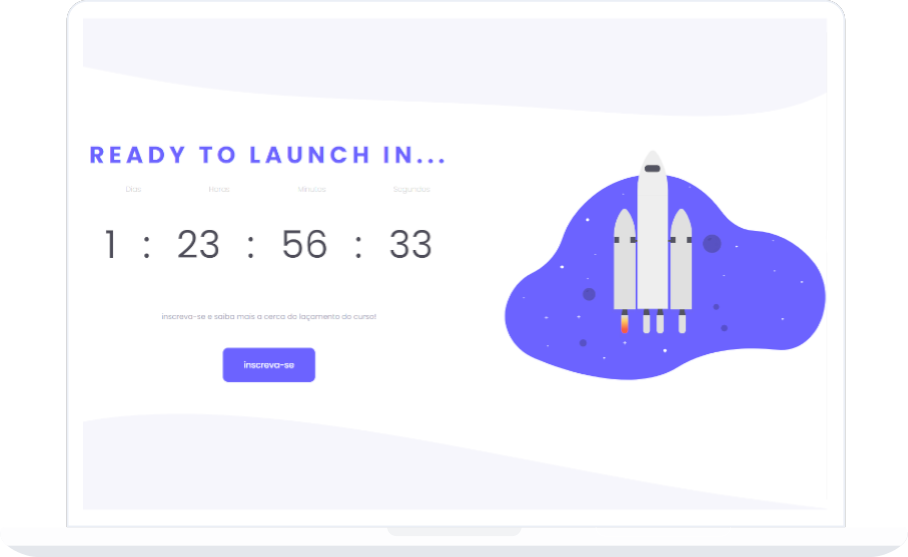 READY TO LAUNCH IN...
Dias Horas Minutos Segundos
1 : 23 : 56 : 33
inscreva-se e saiba mais a cerca do laçamento do curso!
inscreva-se